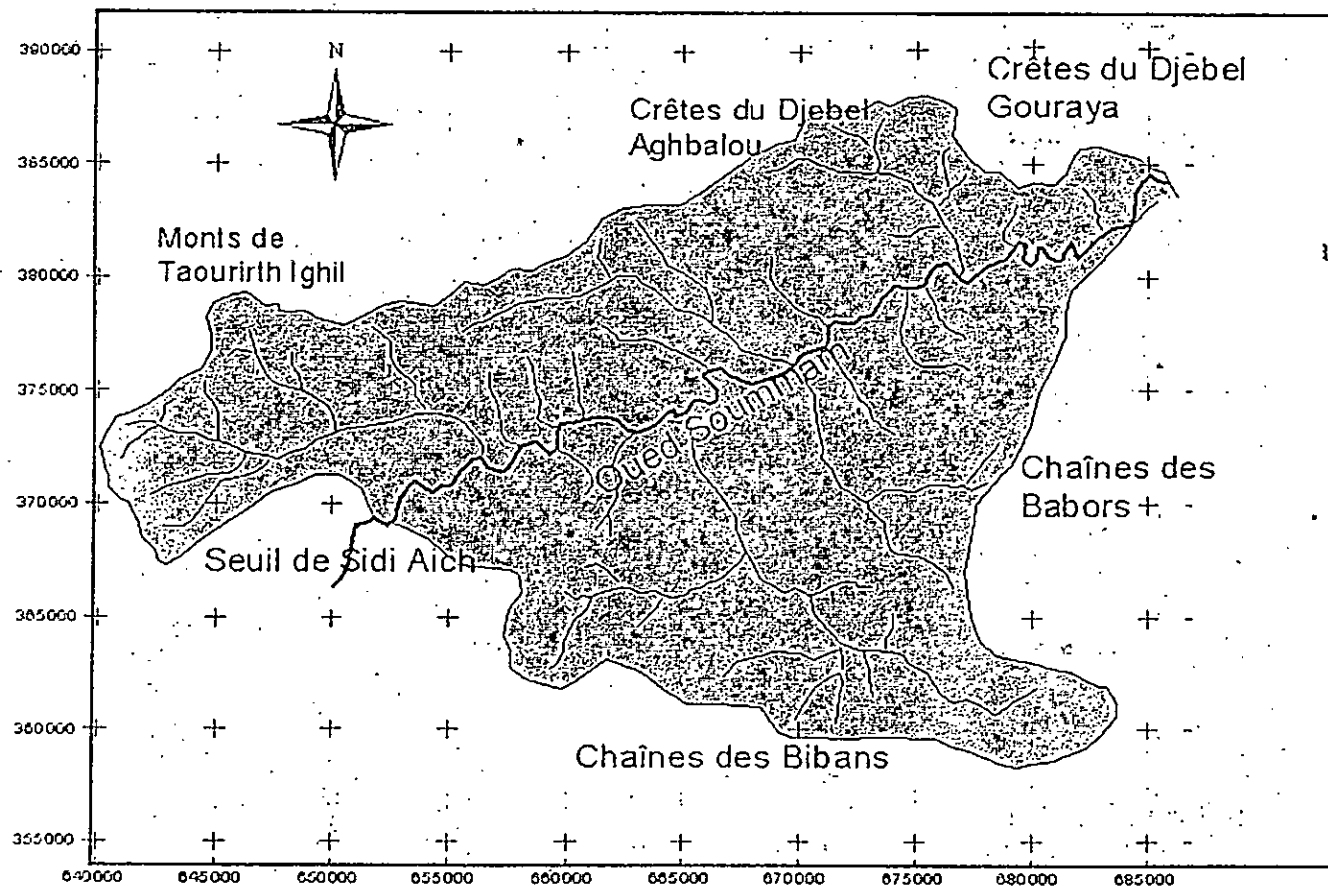 390000
385000
380000
375000
370000
365000
360000
355000
N
Crêtes du Djebel
Gouraya
Crêtes du Djebel
Aghbalou
Monts de
Taourirth Ighil
Oued Soummam
Chaînes des
Babors
Seuil de Sidi Aich
Chaînes des Bibans
640000 645000 650000 655000 660000 665000 670000 675000 680000 685000